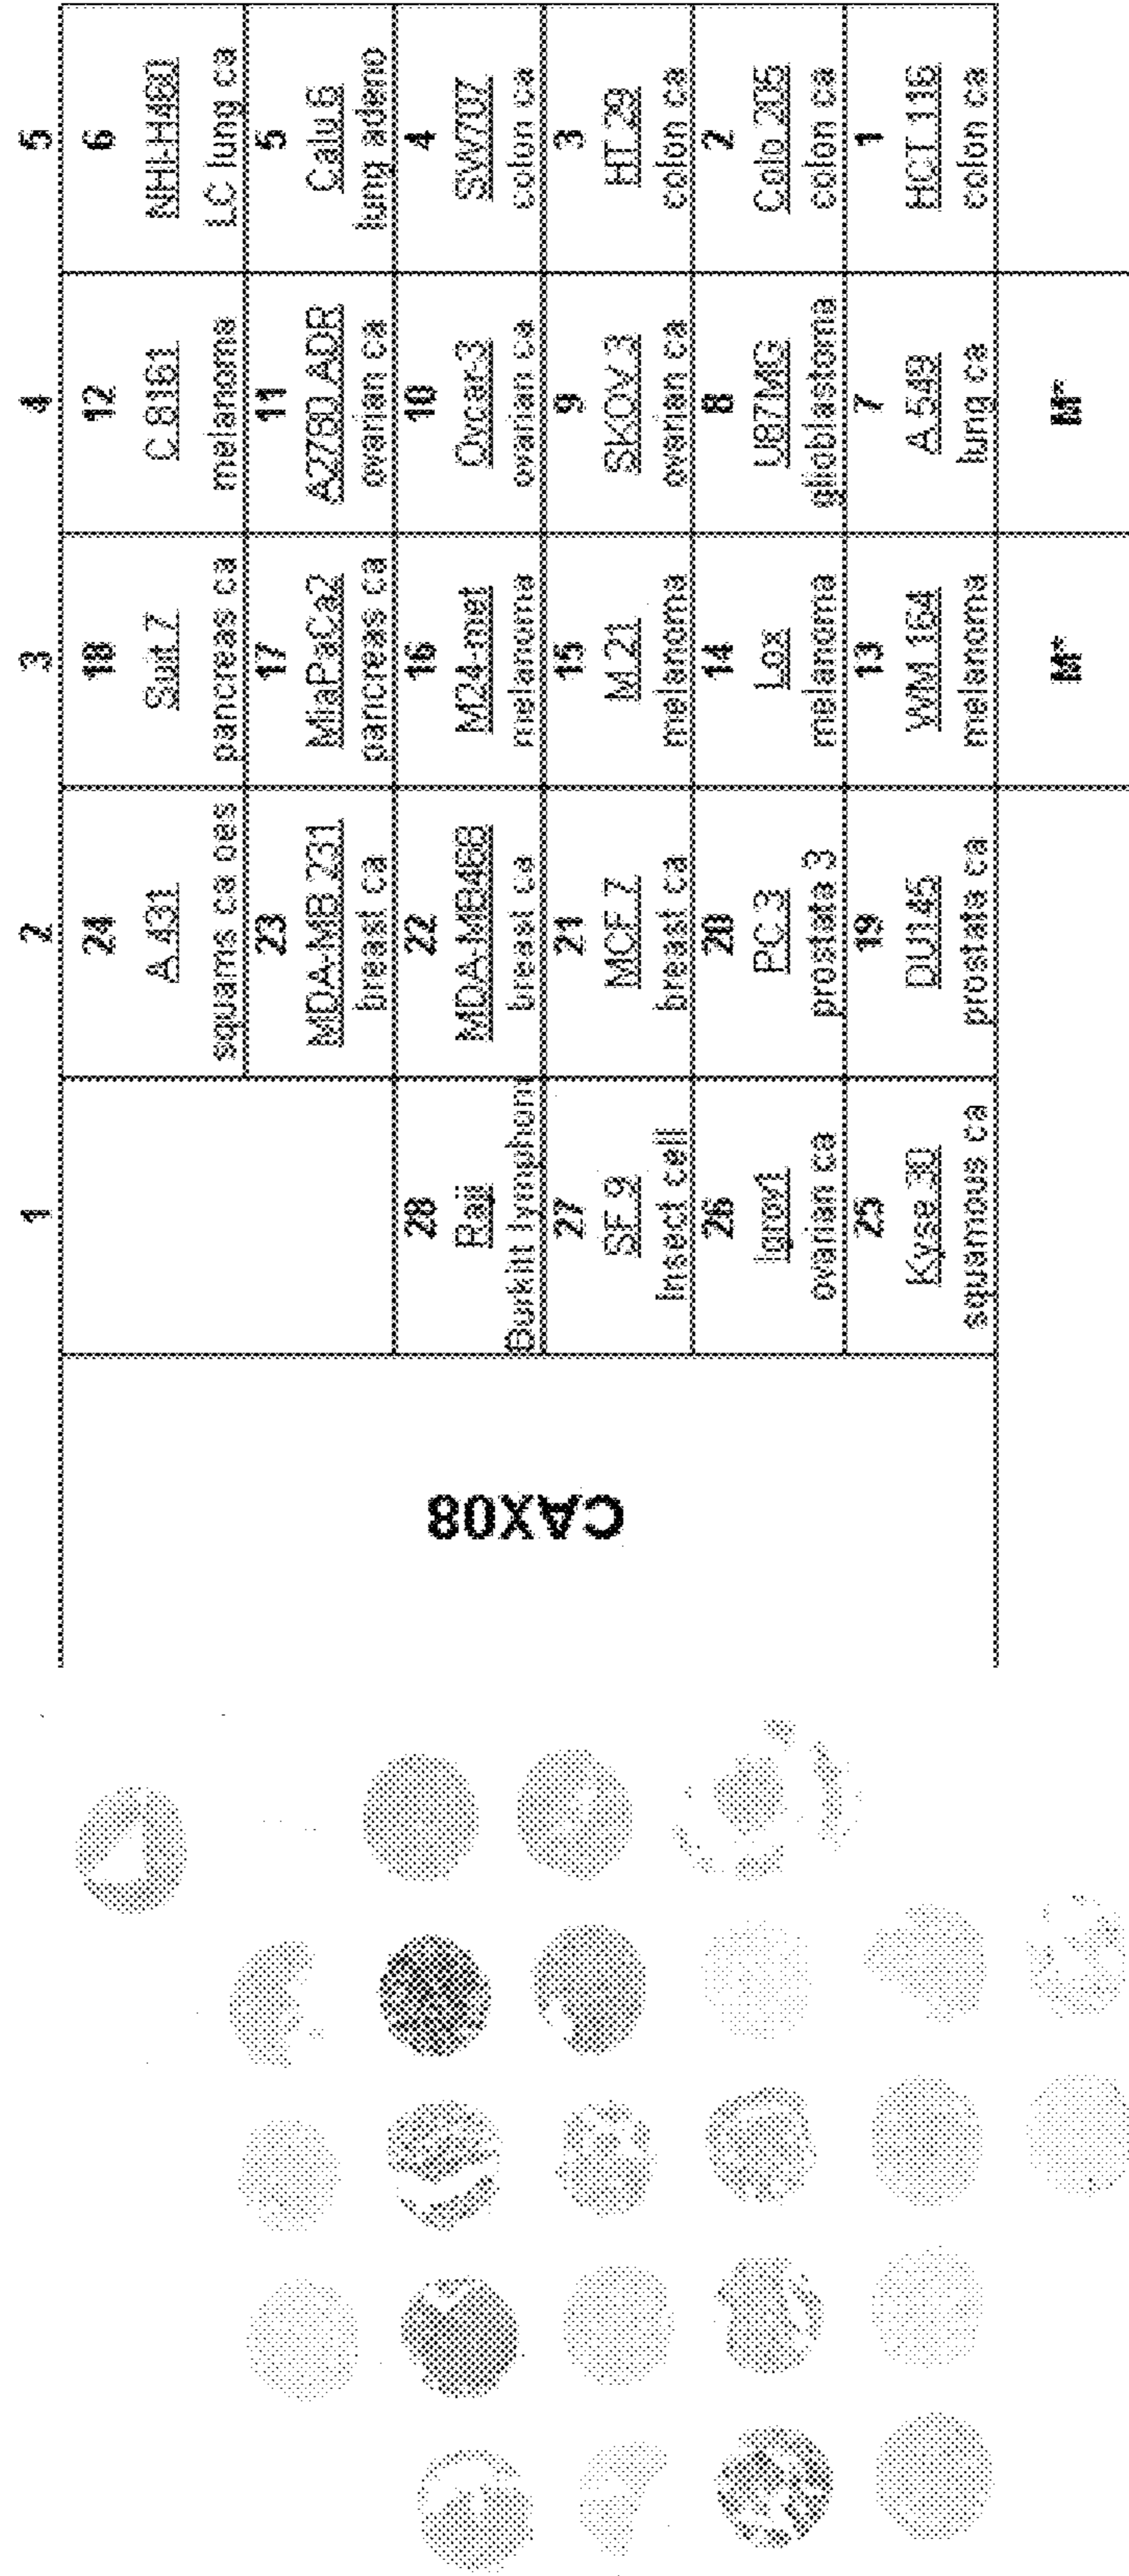 1 2 3 4 5
24 18 12 6
A 431 Suit 7 C 8161 NHI-H460
squams ca oes pancreas ca melanoma LC lung ca
23 17 11 5
MDA-MB 231 MiaPaCa2 A2780 ADR Calu 6
breast ca pancreas ca ovarian ca lung adeno
CAX08
28 22 16 10 4
Raji MDA-MB468 M24-met Ovcar-3 SW707
Burkitt lymphom breast ca melanoma ovarian ca colon ca
27 21 15 9 3
SF 9 MCF 7 M 21 SKOV 3 HT 29
Insect cell breast ca melanoma ovarian ca colon ca
26 20 14 8 2
Igrov1 PC 3 Lox U87MG Colo 205
ovarian ca prostata 3 melanoma glioblastoma colon ca
25 19 13 7 1
Kyse 30 DU145 WM 164 A 549 HCT 116
squamous ca prostata ca melanoma lung ca colon ca
M* M*